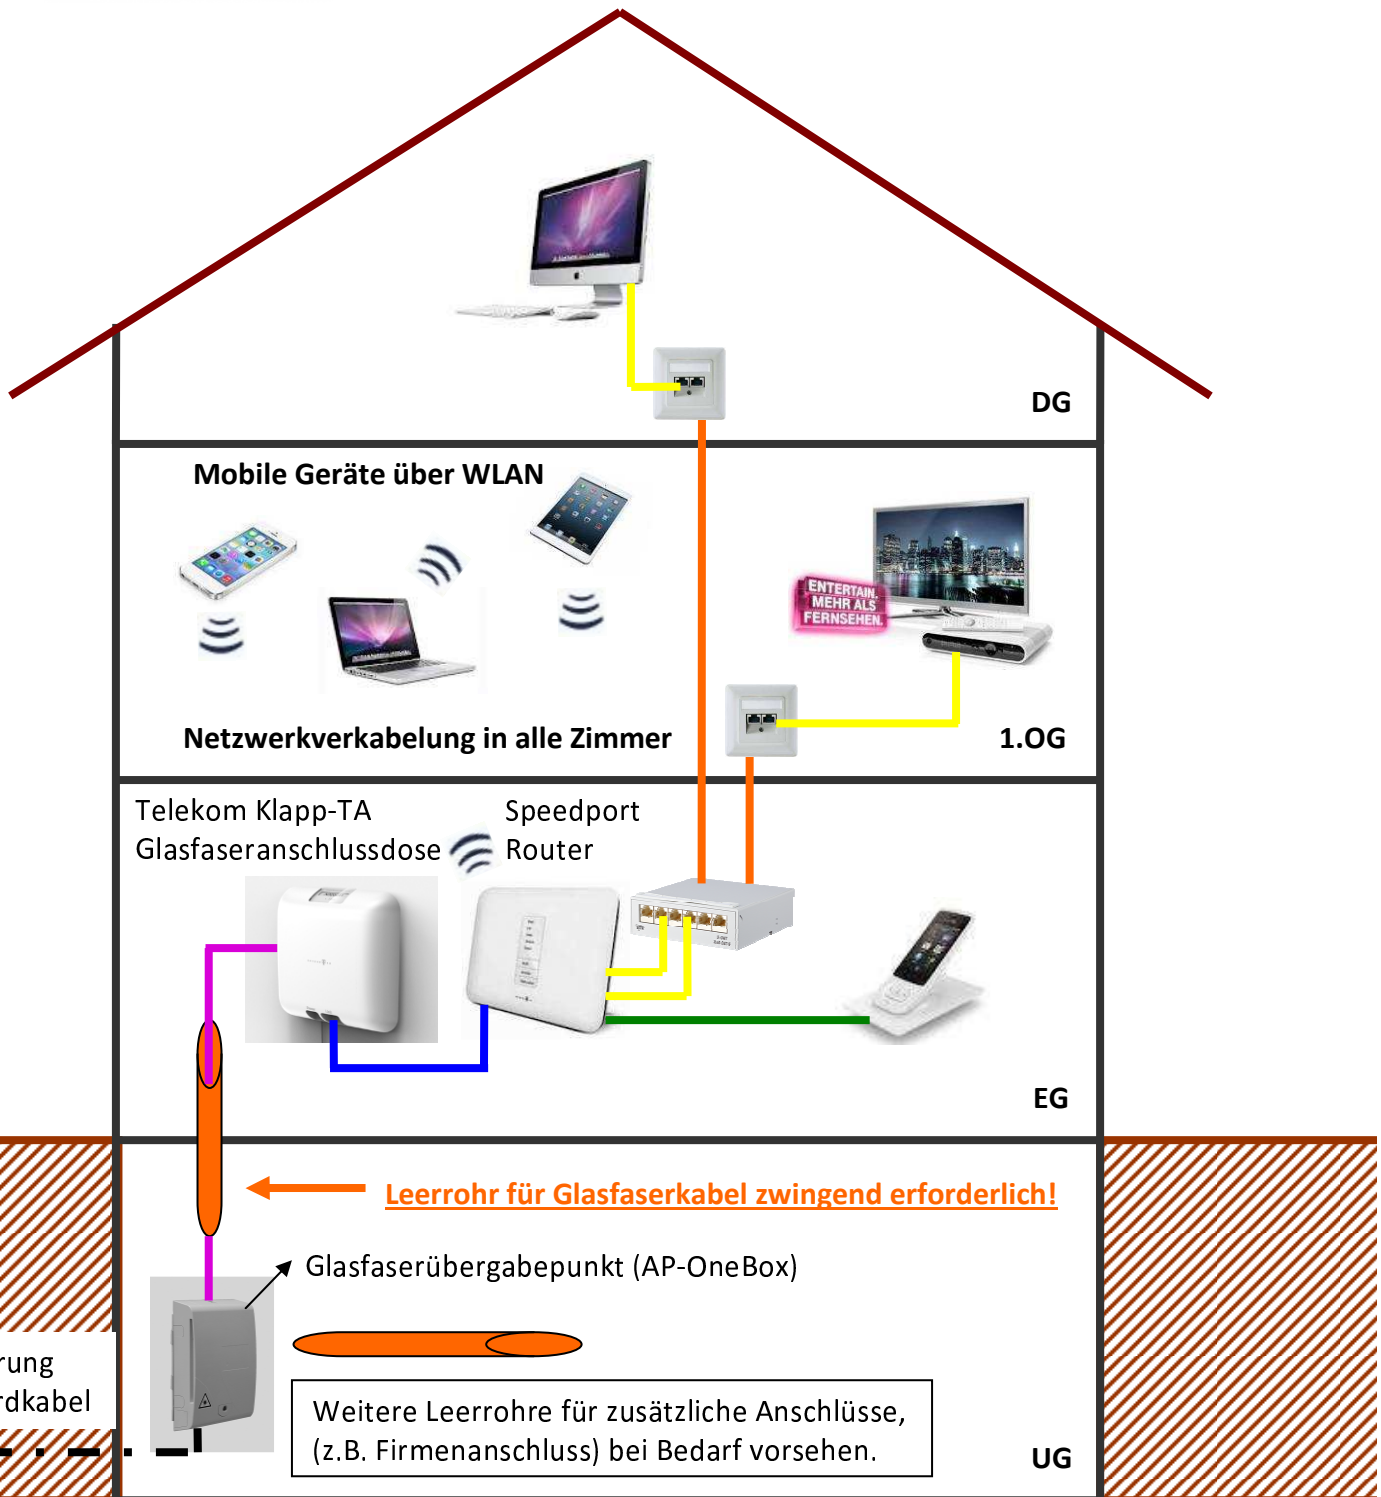 DG
Mobile Geräte über WLAN
ENTERTAIN.
MEHR ALS
FERNSEHEN.
Netzwerkverkabelung in alle Zimmer
1.OG
Telekom Klapp-TA
Glasfaseranschlussdose
Speedport
Router
EG
Leerrohr für Glasfaserkabel zwingend erforderlich!
Glasfaserübergabepunkt (AP-OneBox)
rung
rdkabel
Weitere Leerrohre für zusätzliche Anschlüsse,
(z.B. Firmenanschluss) bei Bedarf vorsehen.
UG